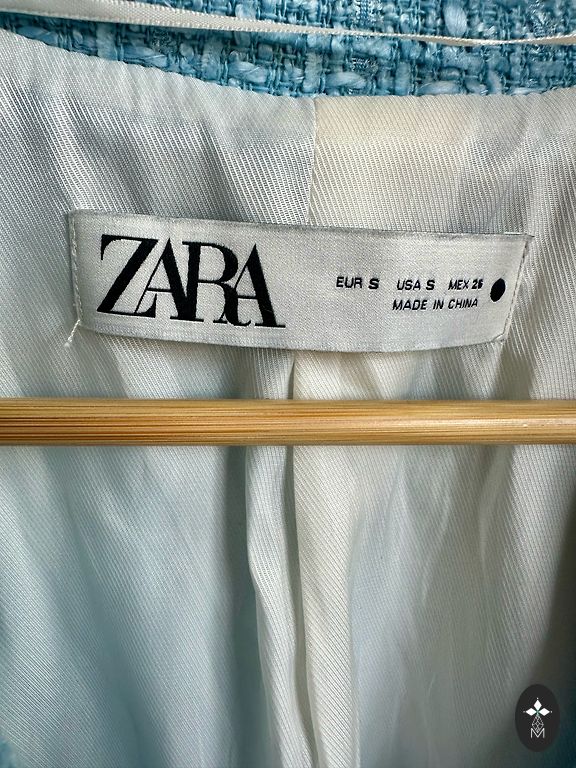 ZARA
EUR S USA S MEX 26
MADE IN CHINA
M